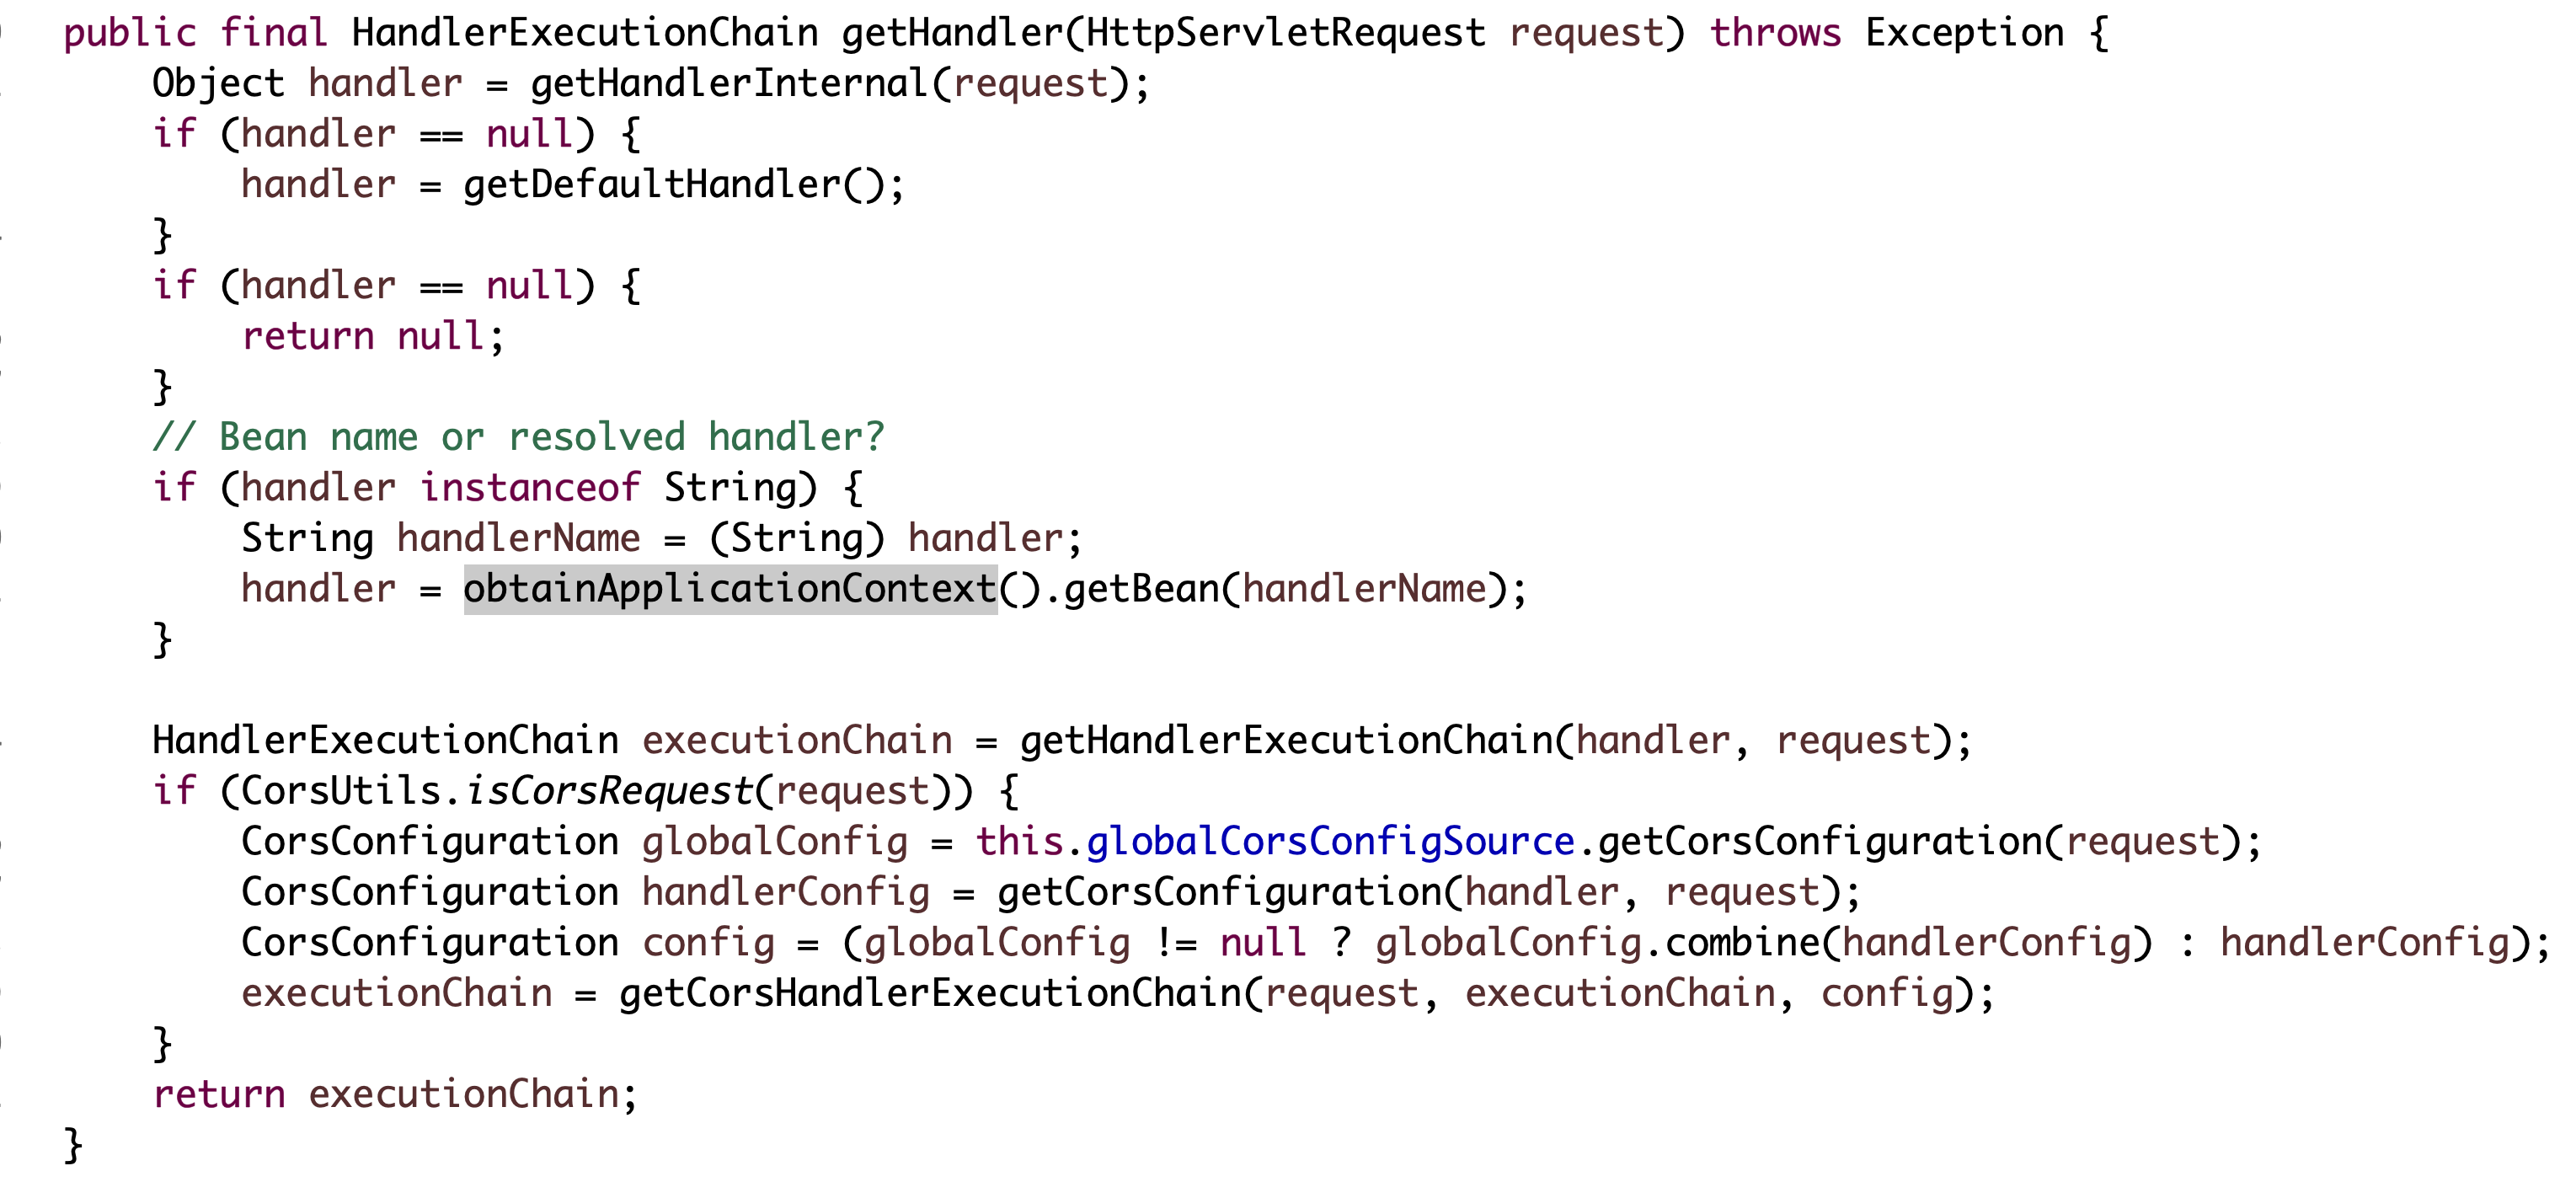 public final HandlerExecutionChain getHandler(HttpServletRequest request) throws Exception {
    Object handler = getHandlerInternal(request);
    if (handler == null) {
        handler = getDefaultHandler();
    }
    if (handler == null) {
        return null;
    }
    // Bean name or resolved handler?
    if (handler instanceof String) {
        String handlerName = (String) handler;
        handler = obtainApplicationContext().getBean(handlerName);
    }

    HandlerExecutionChain executionChain = getHandlerExecutionChain(handler, request);
    if (CorsUtils.isCorsRequest(request)) {
        CorsConfiguration globalConfig = this.globalCorsConfigSource.getCorsConfiguration(request);
        CorsConfiguration handlerConfig = getCorsConfiguration(handler, request);
        CorsConfiguration config = (globalConfig != null ? globalConfig.combine(handlerConfig) : handlerConfig);
        executionChain = getCorsHandlerExecutionChain(request, executionChain, config);
    }
    return executionChain;
}